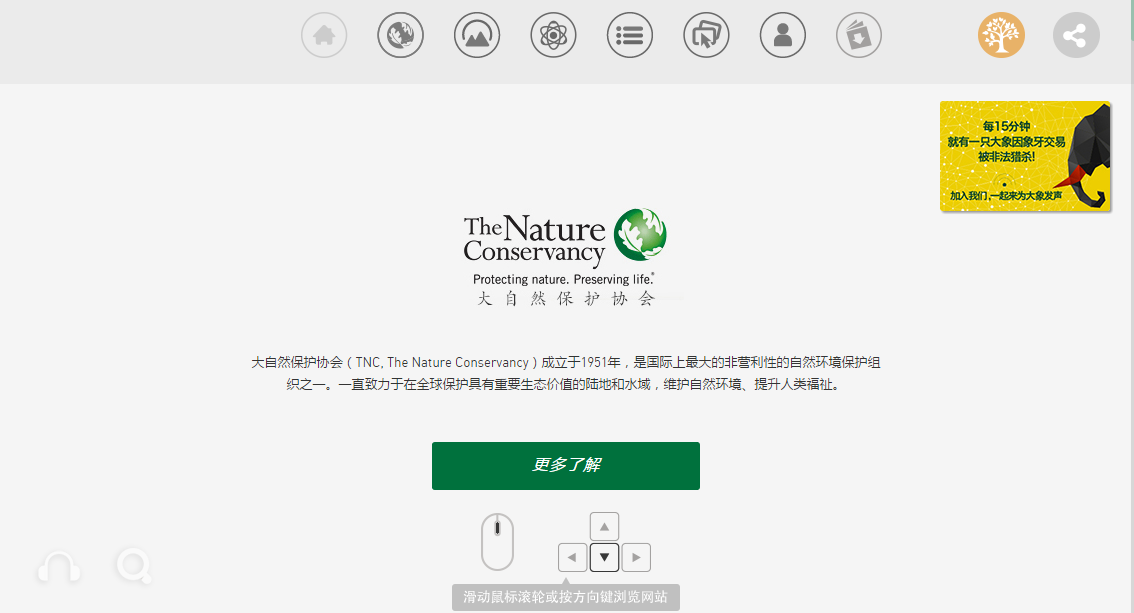 每15分钟
就有一只大象因象牙交易
被非法猎杀!
加入我们,一起来为大象发声
The Nature
Conservancy
Protecting nature. Preserving life.®
大自然保护协会
大自然保护协会（TNC, The Nature Conservancy）成立于1951年，是国际上最大的非营利性的自然环境保护组
织之一。一直致力于在全球保护具有重要生态价值的陆地和水域，维护自然环境、提升人类福祉。
更多了解
滑动鼠标滚轮或按方向键浏览网站